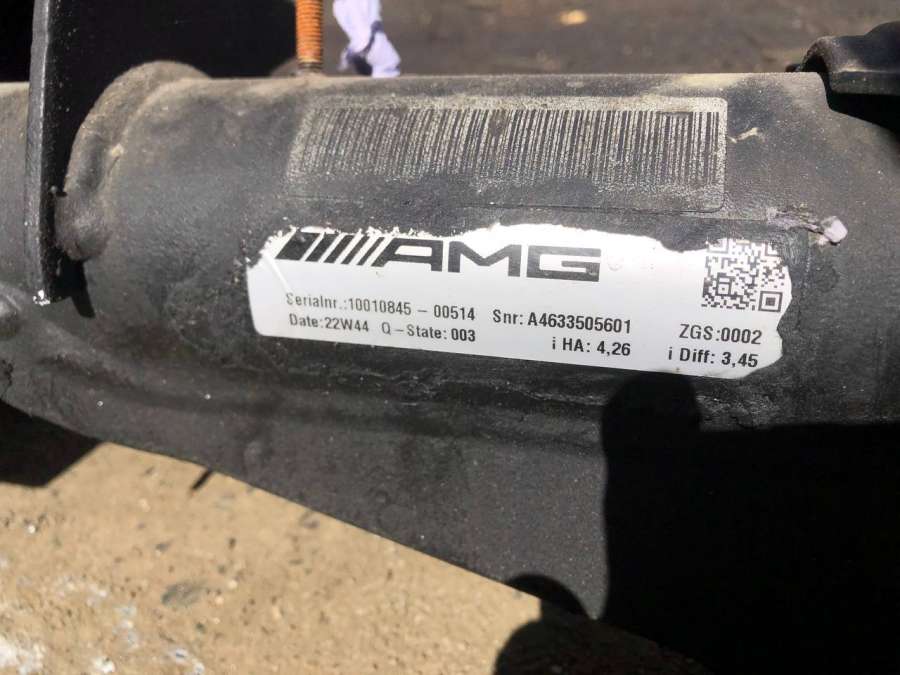 AMG
Serialnr.:10010845 - 00514 Snr: A4633505601 ZGS:0002
Date:22W44 Q-State: 003 i HA: 4,26 i Diff: 3,45